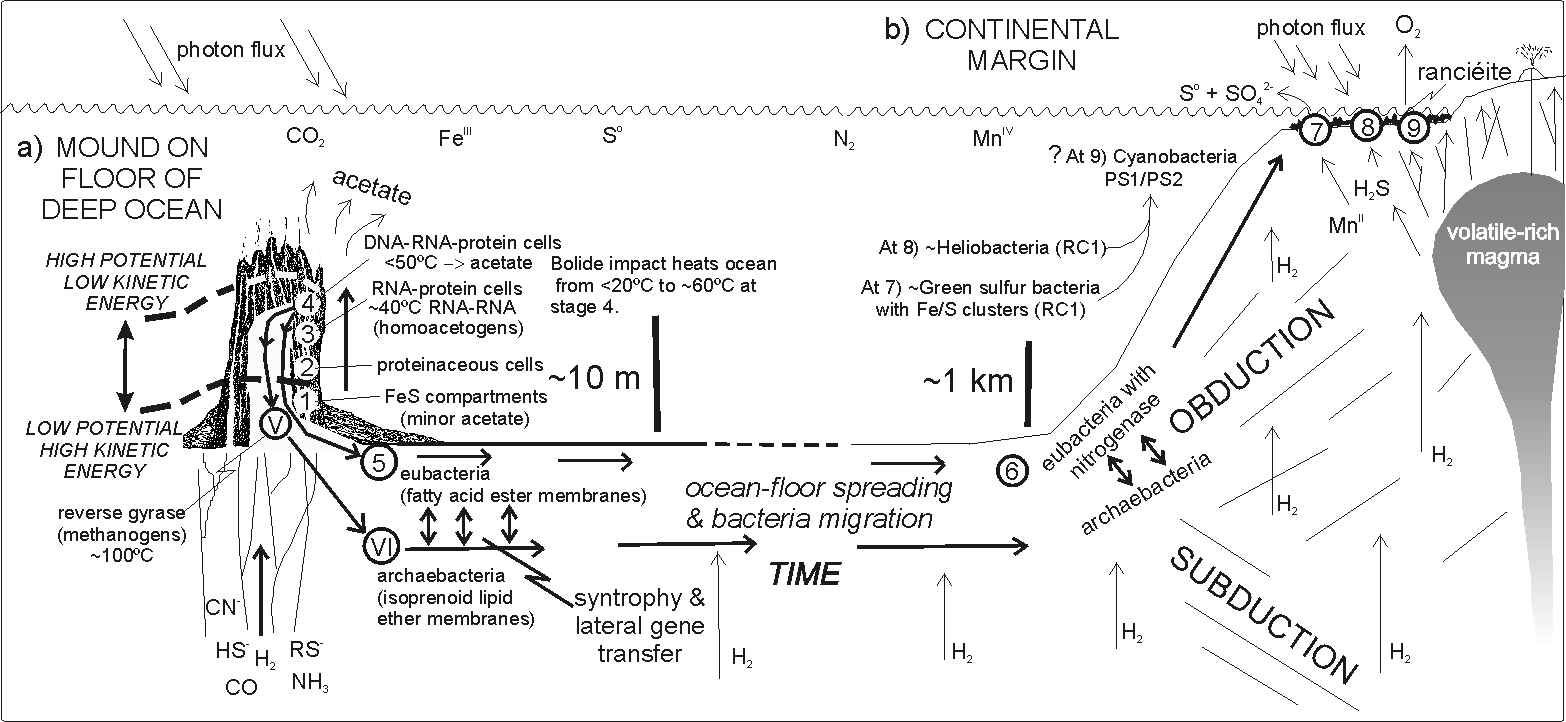 photon flux
b) CONTINENTAL
MARGIN
photon flux
O2
ranciéite
S° + SO4 2-
7
8
9
CO2
FeIII
S°
N2
MnIV
a) MOUND ON
FLOOR OF
DEEP OCEAN
acetate
? At 9) Cyanobacteria
PS1/PS2
H2S
MnII
volatile-rich
magma
HIGH POTENTIAL
LOW KINETIC
ENERGY
DNA-RNA-protein cells
<50ºC –> acetate
RNA-protein cells
~40ºC RNA-RNA
(homoacetogens)
proteinaceous cells
FeS compartments
(minor acetate)
4
3
2
1
Bolide impact heats ocean
from <20ºC to ~60ºC at
stage 4.
At 8) ~Heliobacteria (RC1)
At 7) ~Green sulfur bacteria
with Fe/S clusters (RC1)
H2
~10 m
~1 km
LOW POTENTIAL
HIGH KINETIC
ENERGY
V
5
eubacteria
(fatty acid ester membranes)
6
eubacteria with
nitrogenase
archaebacteria
OBDUCTION
SUBDUCTION
ocean-floor spreading
& bacteria migration
TIME
reverse gyrase
(methanogens)
~100ºC
VI
archaebacteria
(isoprenoid lipid
ether membranes)
syntrophy &
lateral gene
transfer
CN-
HS-
H2
RS-
CO
NH3
H2
H2
H2
H2
H2
H2